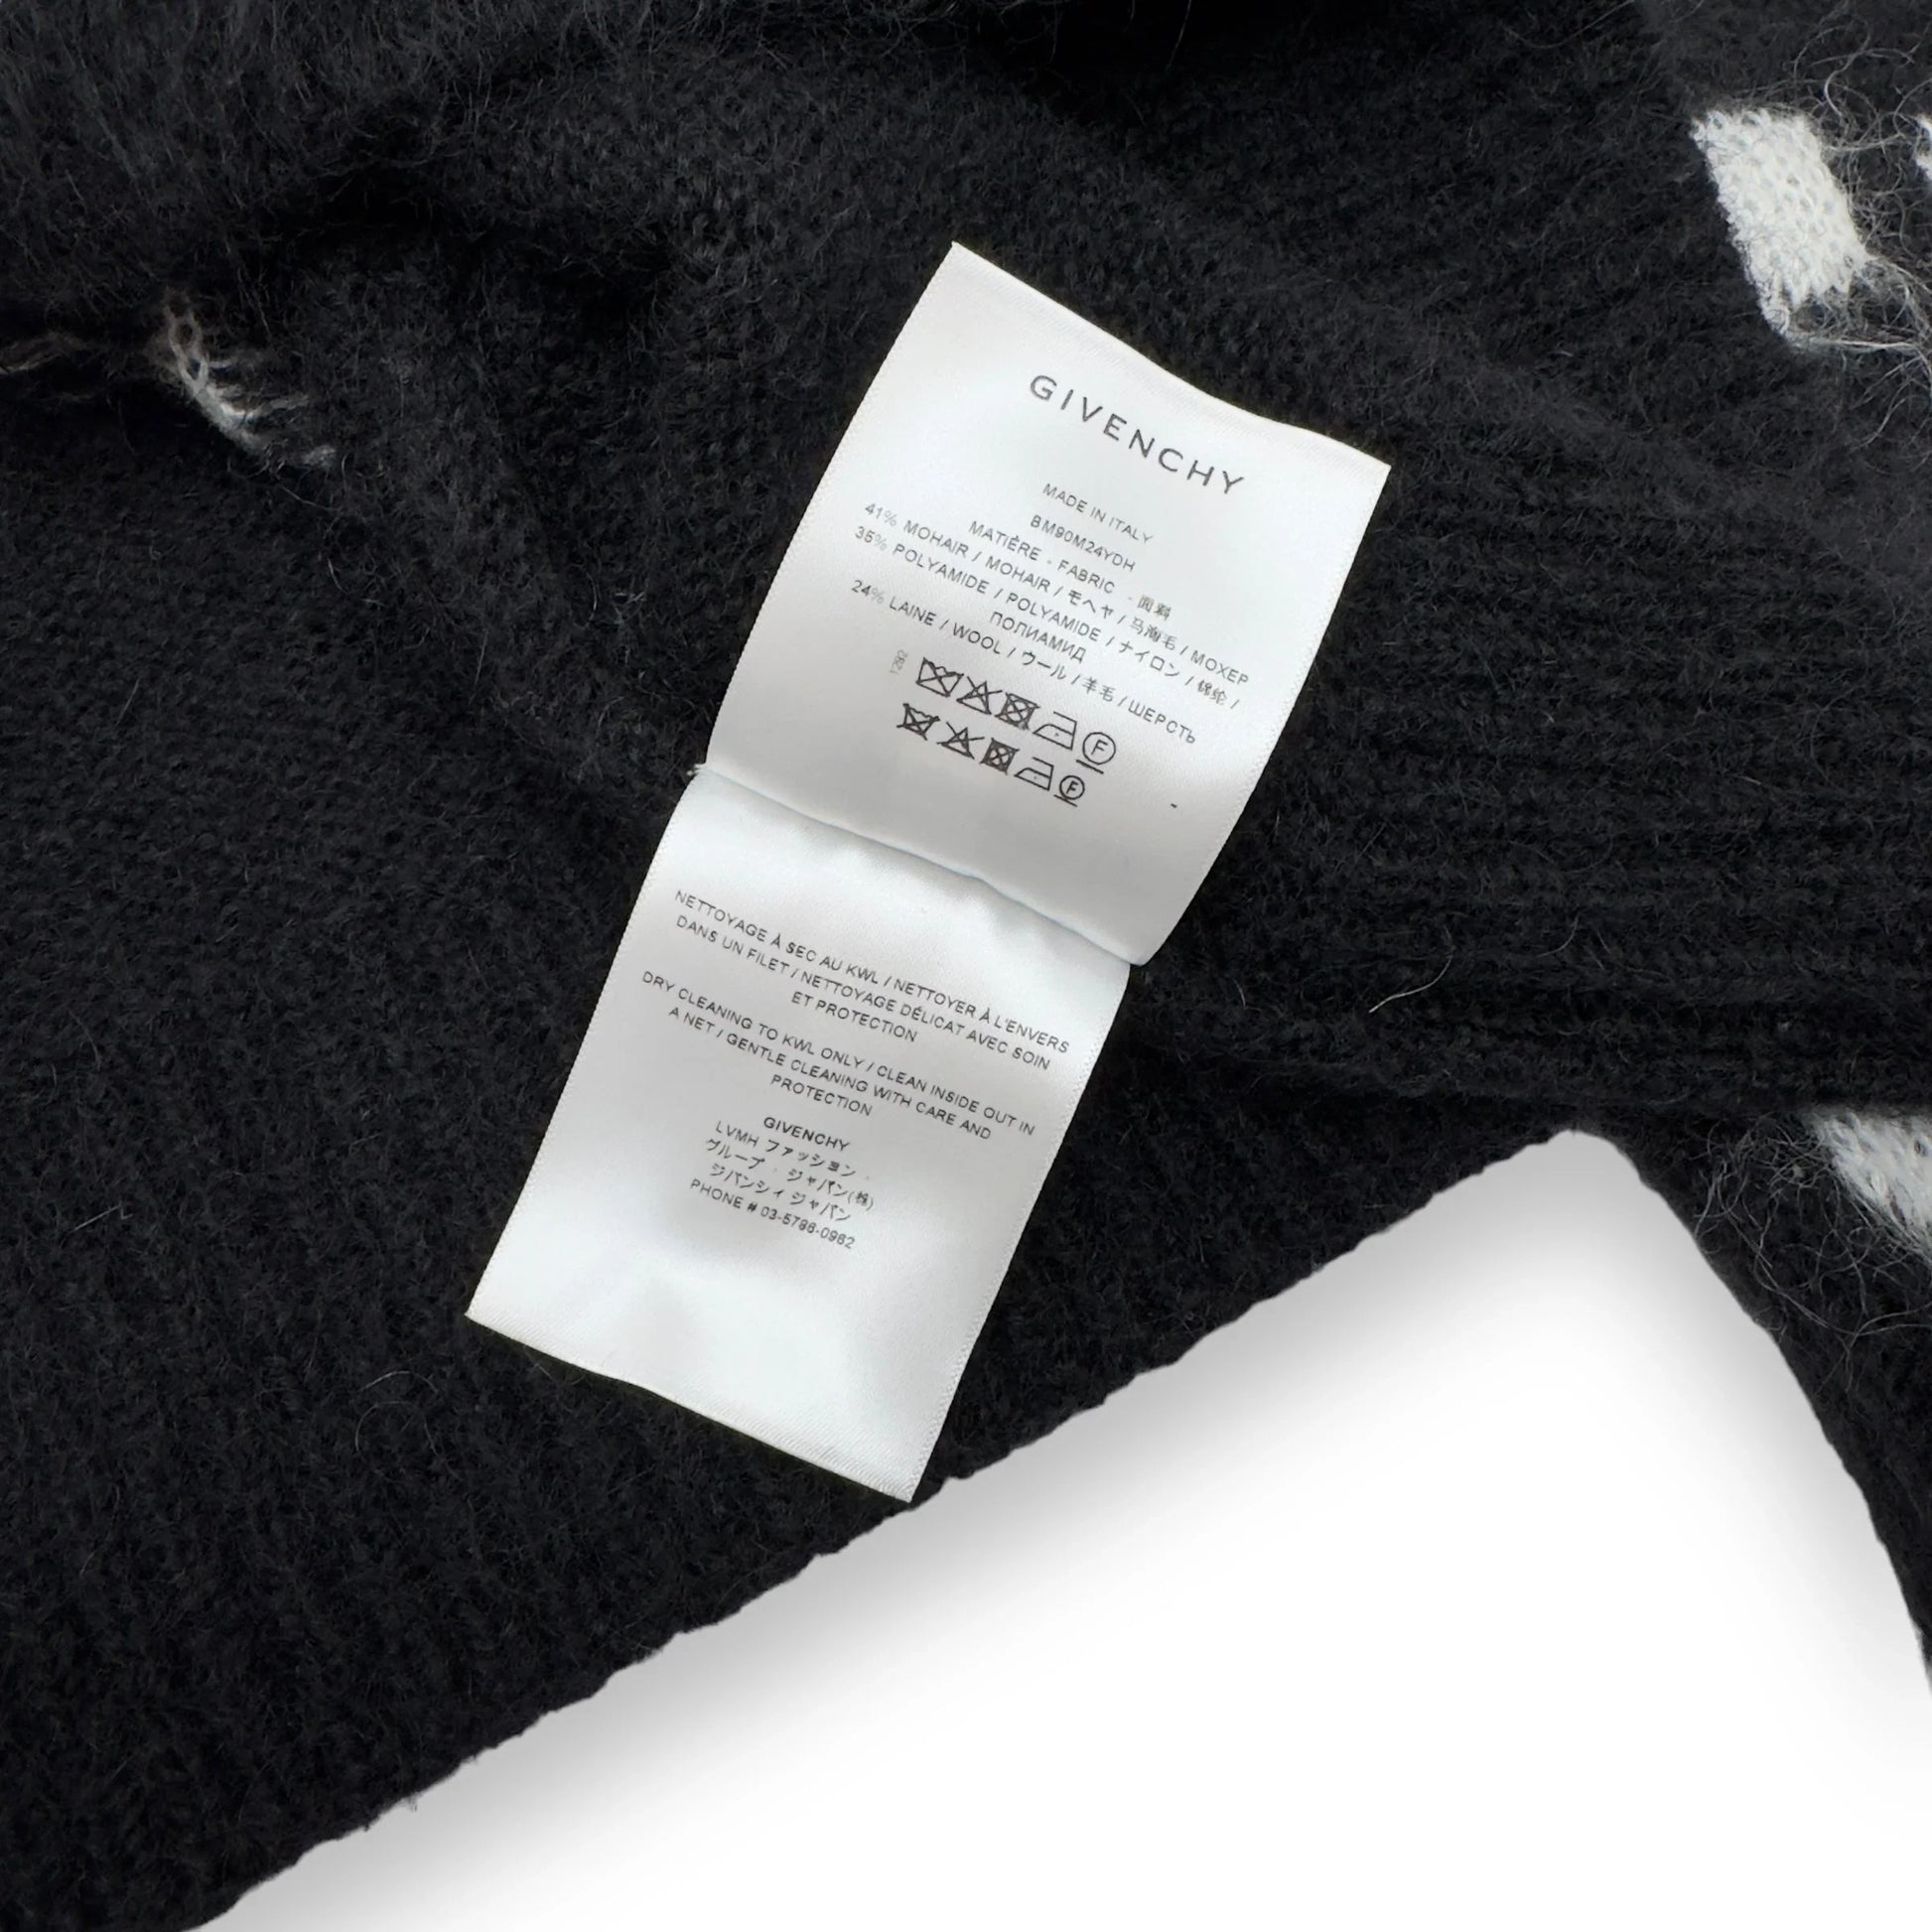 GIVENCHY
MADE IN ITALY
BM90M24YDH
MATIÈRE - FABRIC - 面料
41% MOHAIR / MOHAIR / モヘヤ / 马海毛 / МОХЕР
35% POLYAMIDE / POLYAMIDE / ナイロン / 锦纶 /
ПОЛИАМИД
24% LAINE / WOOL / ウール / 羊毛 / ШЕРСТЬ
F
F
NETTOYAGE À SEC AU KWL / NETTOYER À L'ENVERS
DANS UN FILET / NETTOYAGE DÉLICAT AVEC SOIN
ET PROTECTION
DRY CLEANING TO KWL ONLY / CLEAN INSIDE OUT IN
A NET / GENTLE CLEANING WITH CARE AND
PROTECTION
GIVENCHY
LVMH ファッション・
グループ・ジャパン(株)
ジバンシィ ジャパン
PHONE # 03-5786-0982